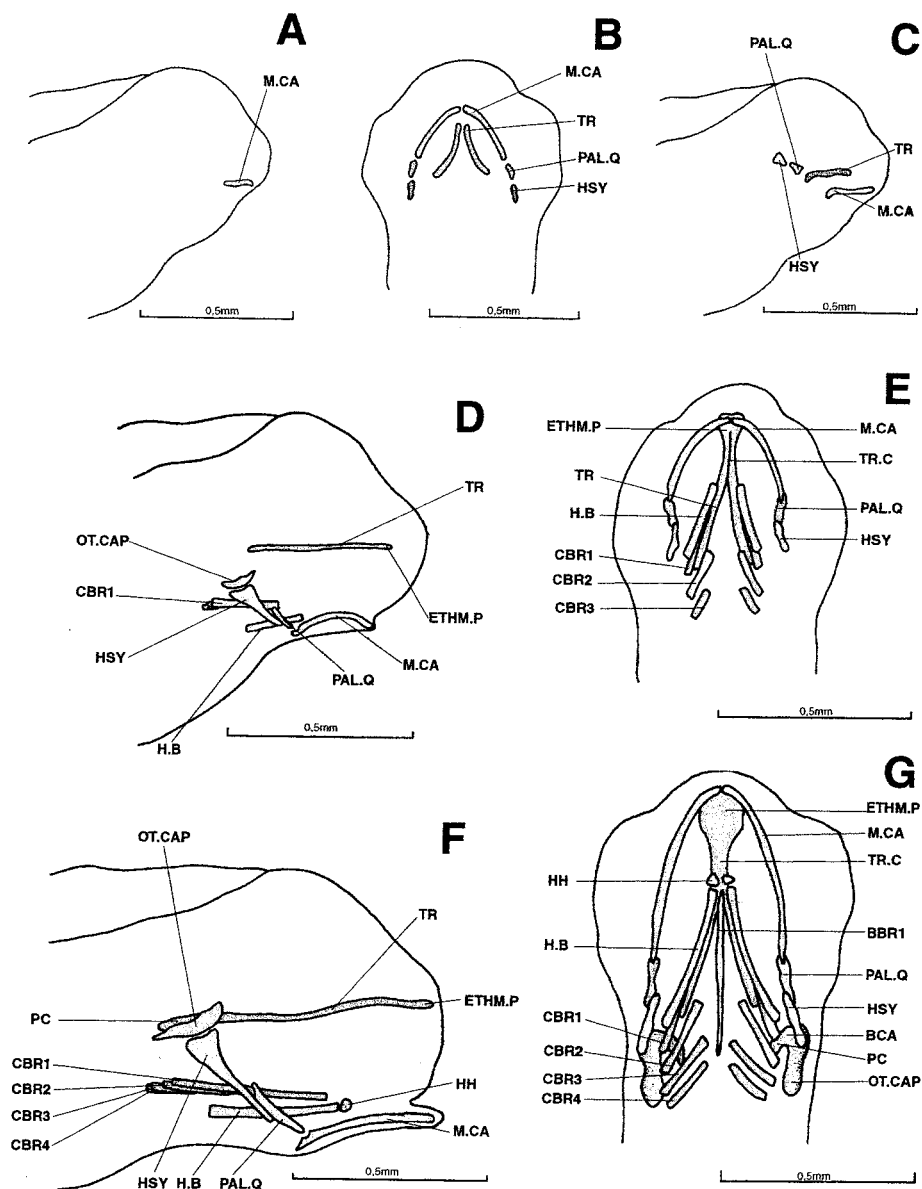 A
M.CA
0.5mm
B
M.CA
TR
PAL.Q
HSY
0.5mm
C
PAL.Q
TR
M.CA
HSY
0.5mm
D
TR
OT.CAP
CBR1
HSY
ETHM.P
M.CA
PAL.Q
H.B
0.5mm
E
ETHM.P
M.CA
TR.C
TR
H.B
PAL.Q
CBR1
HSY
CBR2
CBR3
0.5mm
F
OT.CAP
TR
ETHM.P
PC
CBR1
CBR2
CBR3
CBR4
HH
M.CA
HSY
H.B
PAL.Q
0.5mm
G
ETHM.P
M.CA
TR.C
HH
BBR1
H.B
PAL.Q
HSY
CBR1
BCA
CBR2
PC
CBR3
OT.CAP
CBR4
0.5mm